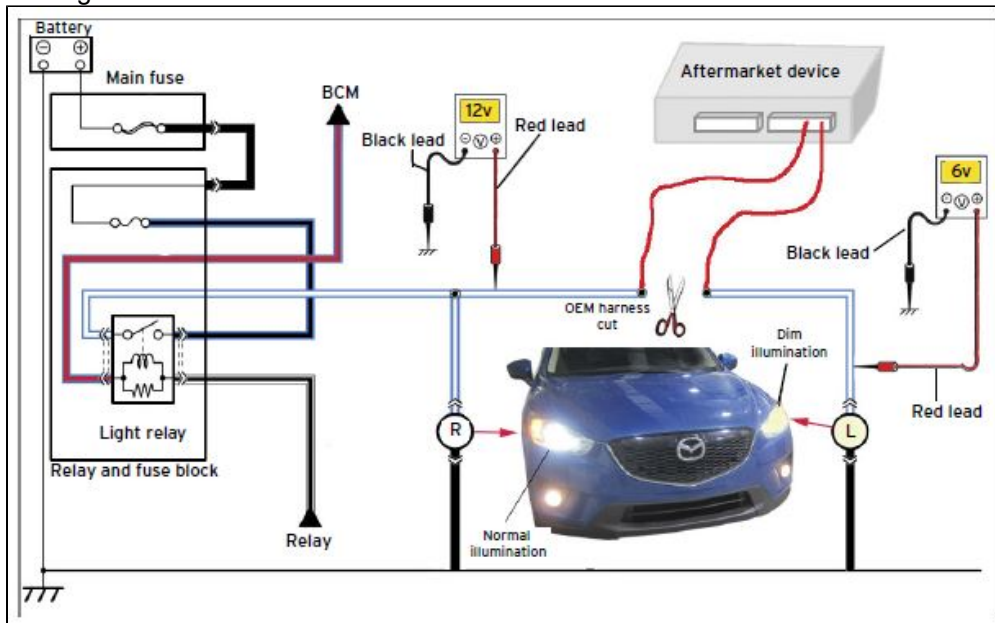 Battery
Main fuse
BCM
12v
Black lead
Red lead
Aftermarket device
6v
Black lead
Red lead
OEM harness
cut
Dim
illumination
Light relay
Relay and fuse block
R
L
Relay
Normal
illumination